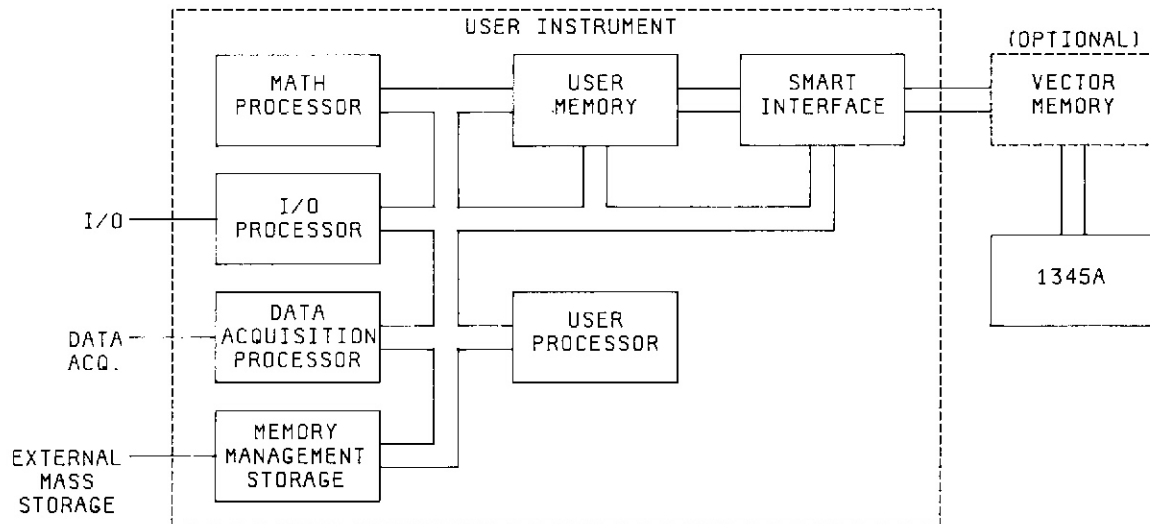 USER INSTRUMENT
(OPTIONAL)
MATH
PROCESSOR
USER
MEMORY
SMART
INTERFACE
VECTOR
MEMORY
I/O
I/O
PROCESSOR
1345A
DATA
ACQ.
DATA
ACQUISITION
PROCESSOR
USER
PROCESSOR
EXTERNAL
MASS
STORAGE
MEMORY
MANAGEMENT
STORAGE